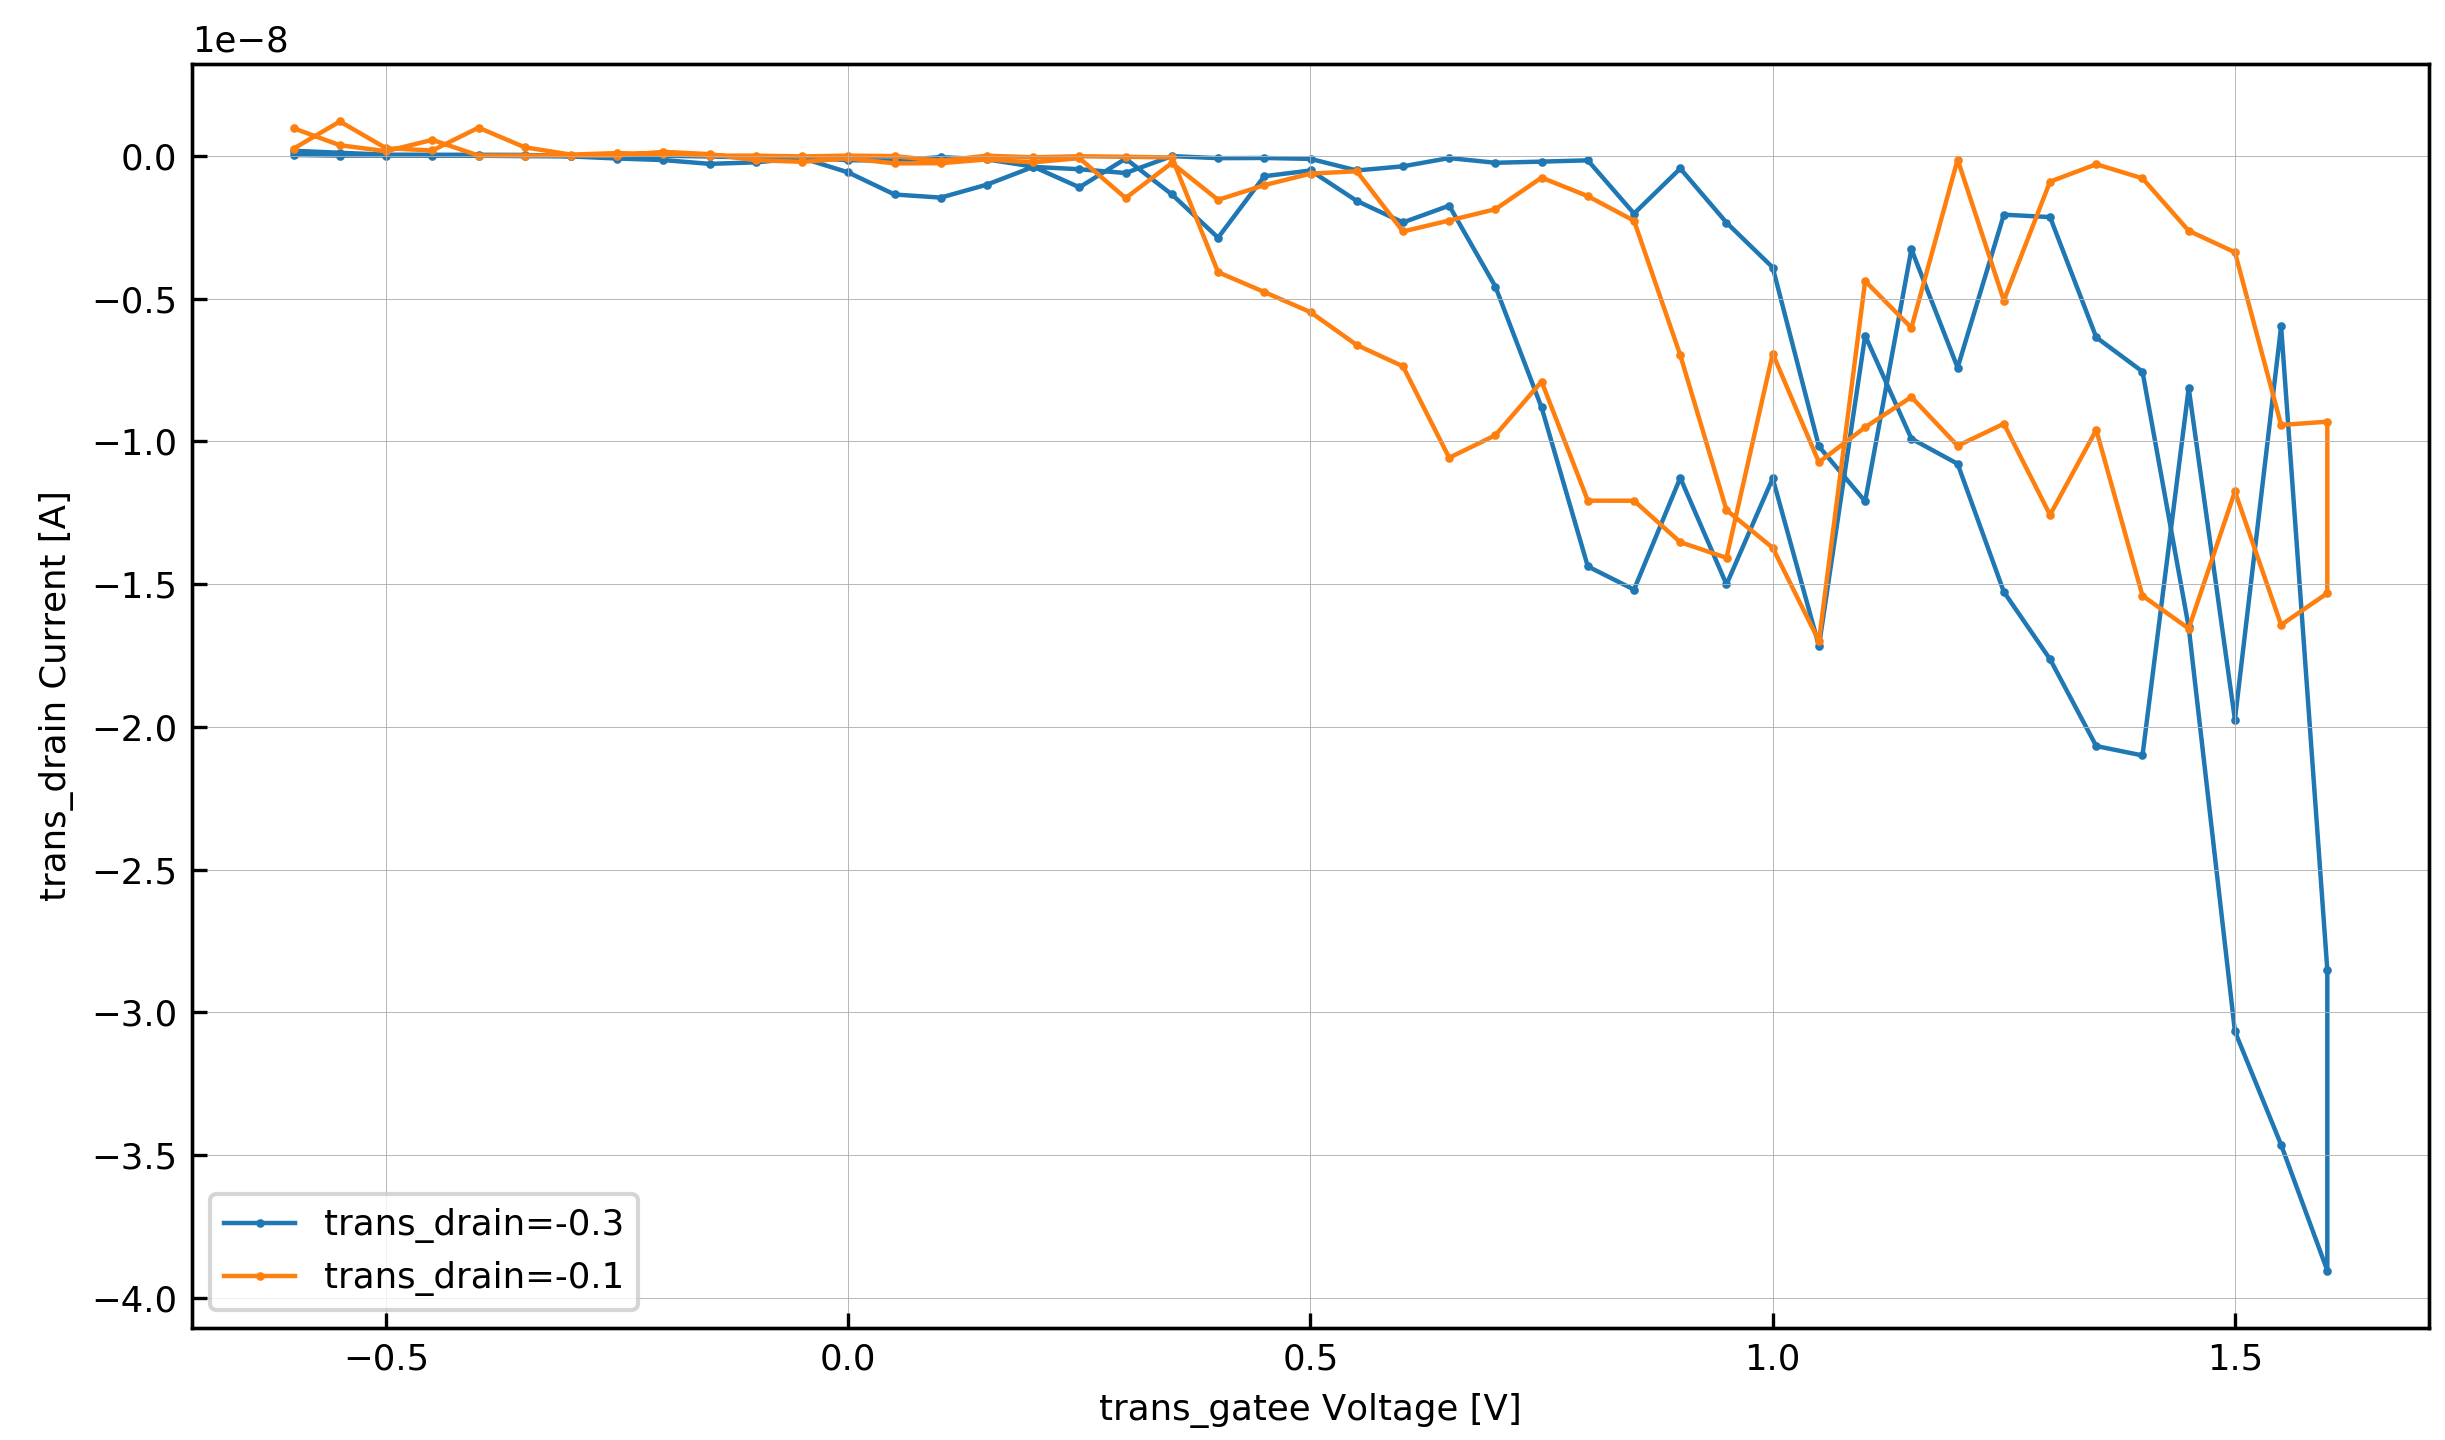 1e−8
0.0
−0.5
−1.0
−1.5
−2.0
−2.5
−3.0
−3.5
−4.0
trans_drain Current [A]
trans_drain=-0.3
trans_drain=-0.1
−0.5 0.0 0.5 1.0 1.5
trans_gatee Voltage [V]